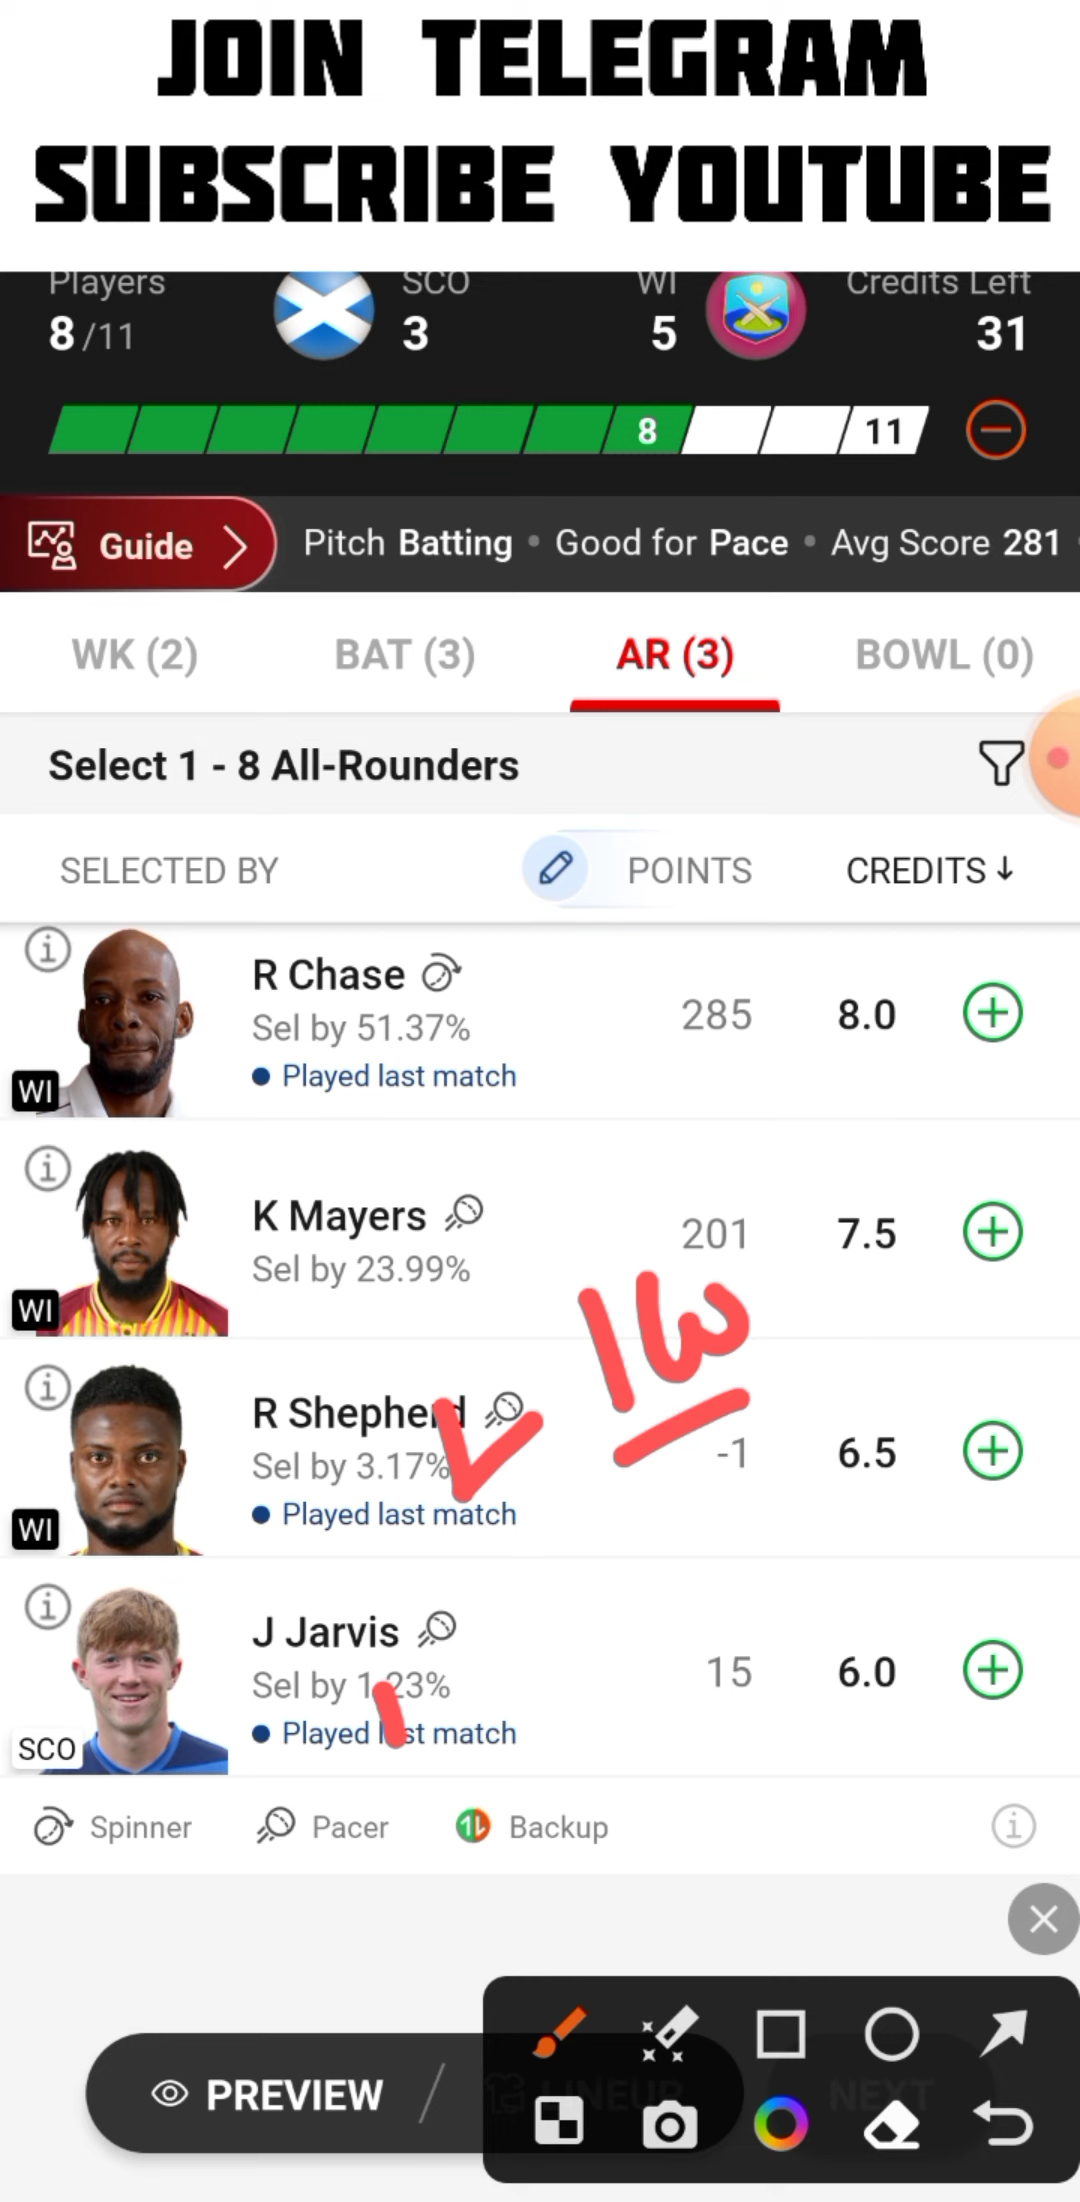 JOIN TELEGRAM
SUBSCRIBE YOUTUBE
Players SCO WI Credits Left
8/11 3 5 31
8 11
Guide Pitch Batting • Good for Pace • Avg Score 281
WK (2) BAT (3) AR (3) BOWL (0)
Select 1 - 8 All-Rounders
SELECTED BY POINTS CREDITS ↓
R Chase
Sel by 51.37% 285 8.0
• Played last match
WI
K Mayers
Sel by 23.99% 201 7.5
WI
1W
R Shepherd
Sel by 3.17% -1 6.5
• Played last match
WI
J Jarvis
Sel by 1.23% 15 6.0
• Played last match
SCO
Spinner Pacer Backup
PREVIEW LINEUP NEXT